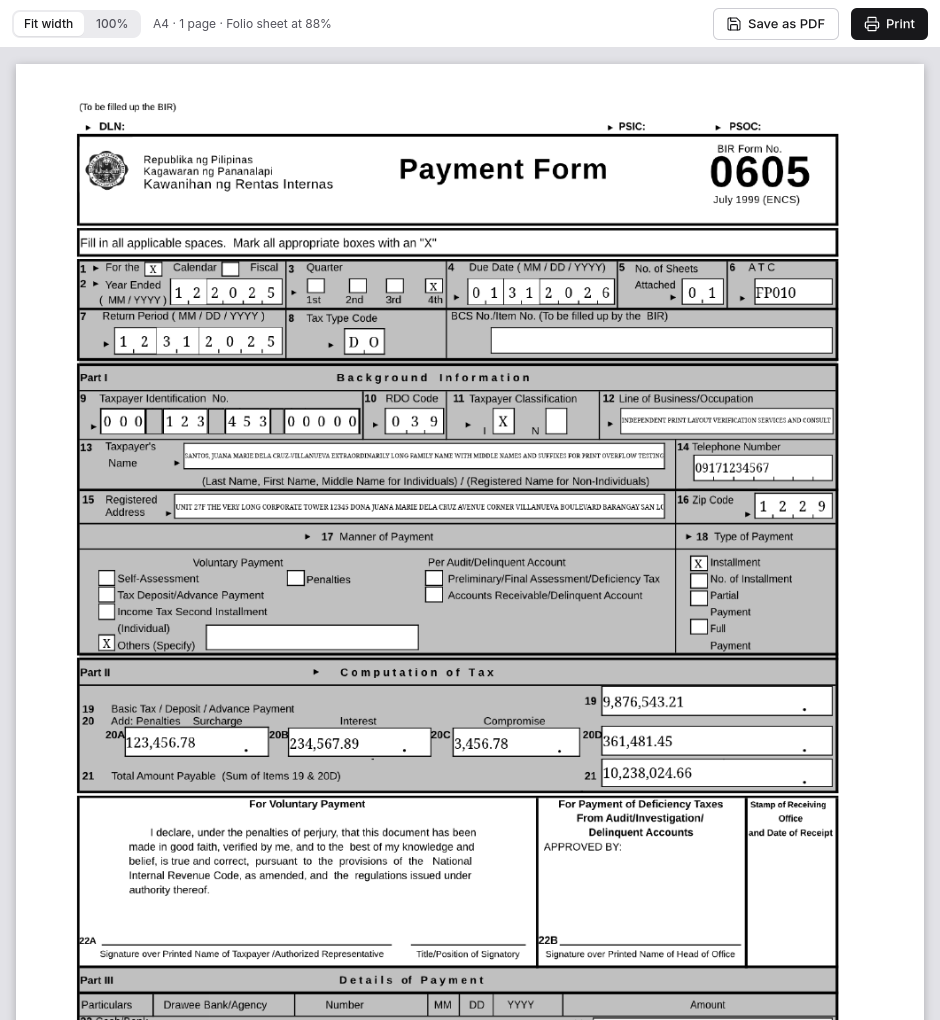 Fit width 100% A4 · 1 page · Folio sheet at 88% Save as PDF Print
(To be filled up the BIR)
► DLN: ► PSIC: ► PSOC:
Republika ng Pilipinas
Kagawaran ng Pananalapi
Kawanihan ng Rentas Internas
Payment Form
BIR Form No.
0605
July 1999 (ENCS)
Fill in all applicable spaces. Mark all appropriate boxes with an "X"
1 ► For the X Calendar Fiscal
2 ► Year Ended
( MM / YYYY ) 1 2 2 0 2 5
3 Quarter
► 1st 2nd 3rd X 4th
4 Due Date ( MM / DD / YYYY)
► 0 1 3 1 2 0 2 6
5 No. of Sheets
Attached ► 0 1
6 A T C
► FP010
7 Return Period ( MM / DD / YYYY )
► 1 2 3 1 2 0 2 5
8 Tax Type Code
► D O
BCS No./Item No. (To be filled up by the BIR)
Part I Background Information
9 Taxpayer Identification No.
► 0 0 0 1 2 3 4 5 3 0 0 0 0 0
10 RDO Code
► 0 3 9
11 Taxpayer Classification
► I X N
12 Line of Business/Occupation
► INDEPENDENT PRINT LAYOUT VERIFICATION SERVICES AND CONSULT
13 Taxpayer's
Name ► SANTOS, JUANA MARIE DELA CRUZ-VILLANUEVA EXTRAORDINARILY LONG FAMILY NAME WITH MIDDLE NAMES AND SUFFIXES FOR PRINT OVERFLOW TESTING
(Last Name, First Name, Middle Name for Individuals) / (Registered Name for Non-Individuals)
14 Telephone Number
09171234567
15 Registered
Address ► UNIT 27F THE VERY LONG CORPORATE TOWER 12345 DONA JUANA MARIE DELA CRUZ AVENUE CORNER VILLANUEVA BOULEVARD BARANGAY SAN LO
16 Zip Code
► 1 2 2 9
► 17 Manner of Payment
► 18 Type of Payment
Voluntary Payment
Per Audit/Delinquent Account
Self-Assessment Penalties
Preliminary/Final Assessment/Deficiency Tax
Tax Deposit/Advance Payment
Accounts Receivable/Delinquent Account
Income Tax Second Installment
(Individual)
X Others (Specify)
X Installment
No. of Installment
Partial
Payment
Full
Payment
Part II ► Computation of Tax
19 Basic Tax / Deposit / Advance Payment 19 9,876,543.21
20 Add: Penalties Surcharge Interest Compromise
20A 123,456.78 20B 234,567.89 20C 3,456.78 20D 361,481.45
21 Total Amount Payable (Sum of Items 19 & 20D) 21 10,238,024.66
For Voluntary Payment
I declare, under the penalties of perjury, that this document has been
made in good faith, verified by me, and to the best of my knowledge and
belief, is true and correct, pursuant to the provisions of the National
Internal Revenue Code, as amended, and the regulations issued under
authority thereof.
22A
Signature over Printed Name of Taxpayer /Authorized Representative Title/Position of Signatory
For Payment of Deficiency Taxes
From Audit/Investigation/
Delinquent Accounts
APPROVED BY:
22B
Signature over Printed Name of Head of Office
Stamp of Receiving
Office
and Date of Receipt
Part III Details of Payment
Particulars Drawee Bank/Agency Number MM DD YYYY Amount